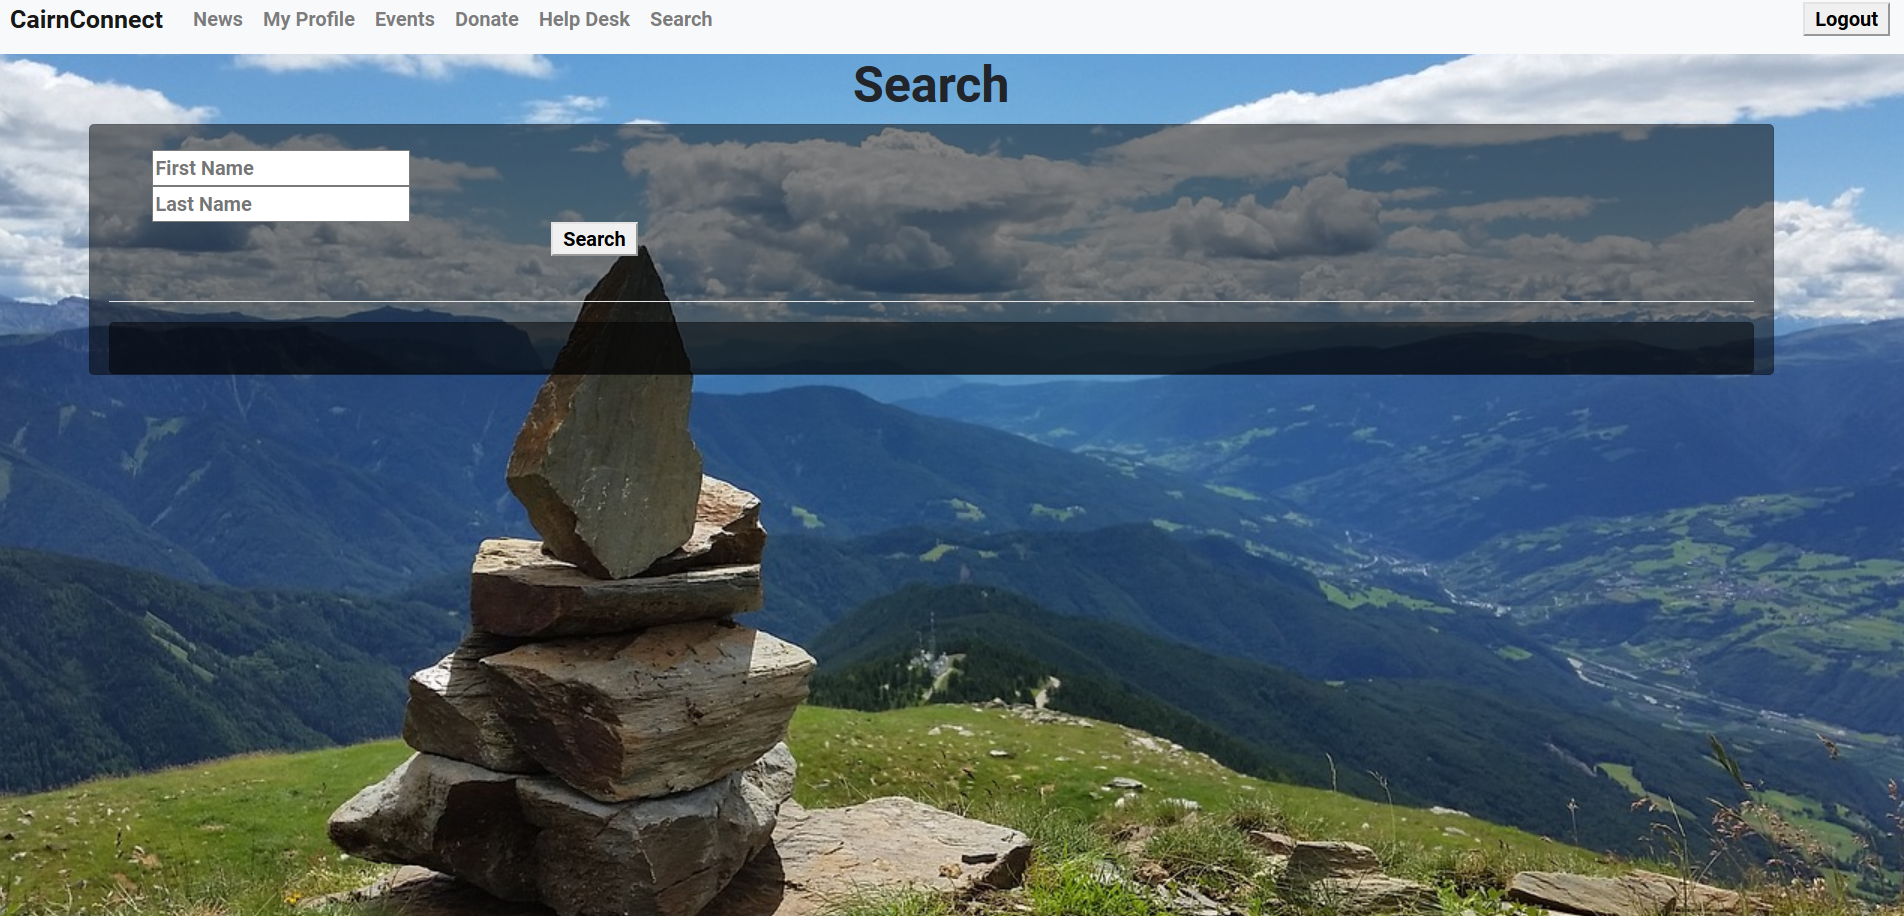 CairnConnect News My Profile Events Donate Help Desk Search Logout
Search
First Name
Last Name
Search